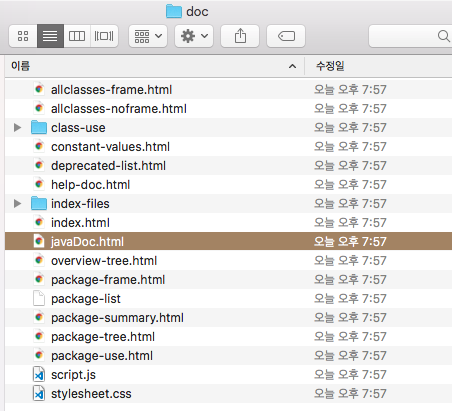 doc
이름 수정일
allclasses-frame.html 오늘 오후 7:57
allclasses-noframe.html 오늘 오후 7:57
class-use 오늘 오후 7:57
constant-values.html 오늘 오후 7:57
deprecated-list.html 오늘 오후 7:57
help-doc.html 오늘 오후 7:57
index-files 오늘 오후 7:57
index.html 오늘 오후 7:57
javaDoc.html 오늘 오후 7:57
overview-tree.html 오늘 오후 7:57
package-frame.html 오늘 오후 7:57
package-list 오늘 오후 7:57
package-summary.html 오늘 오후 7:57
package-tree.html 오늘 오후 7:57
package-use.html 오늘 오후 7:57
script.js 오늘 오후 7:57
stylesheet.css 오늘 오후 7:57